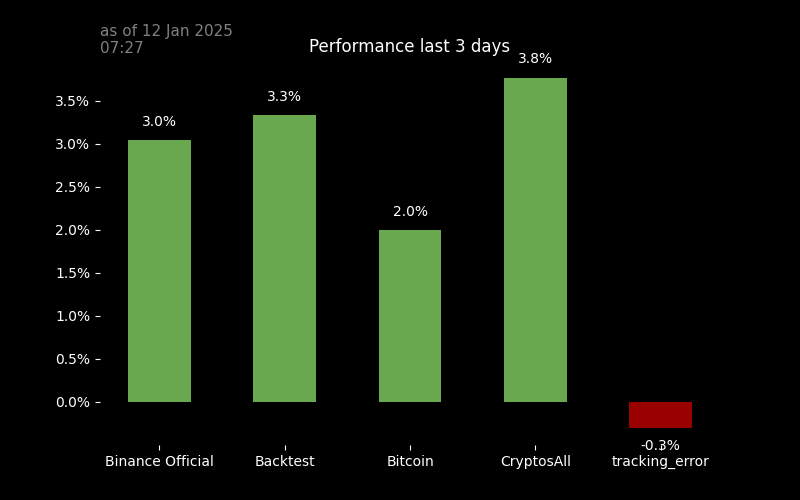 as of 12 Jan 2025
07:27
Performance last 3 days
3.8%
3.5%
3.3%
3.0%
3.0%
2.5%
2.0%
2.0%
1.5%
1.0%
0.5%
0.0%
-0.3%
Binance Official
Backtest
Bitcoin
CryptosAll
tracking_error